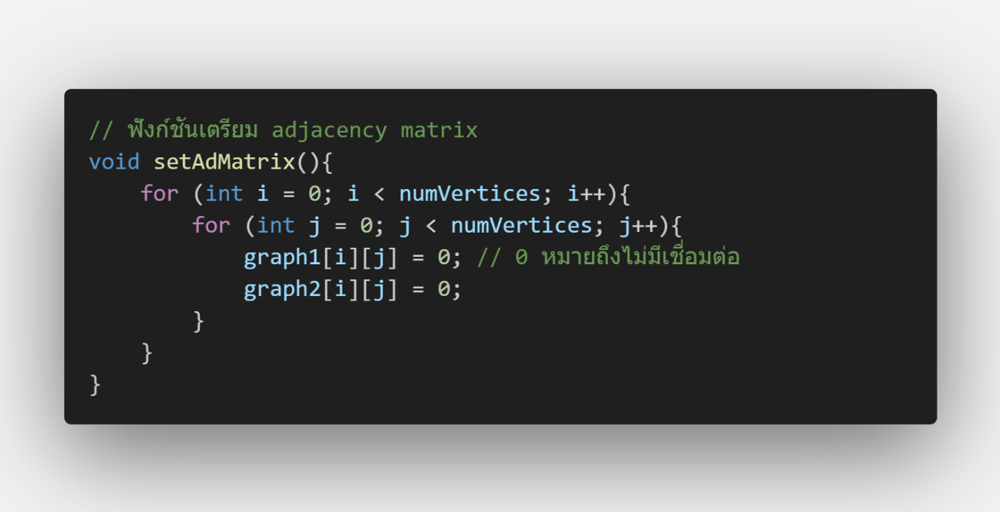 // ฟังก์ชันเตรียม adjacency matrix
void setAdMatrix(){
    for (int i = 0; i < numVertices; i++){
        for (int j = 0; j < numVertices; j++){
            graph1[i][j] = 0; // 0 หมายถึงไม่มีเชื่อมต่อ
            graph2[i][j] = 0;
        }
    }
}